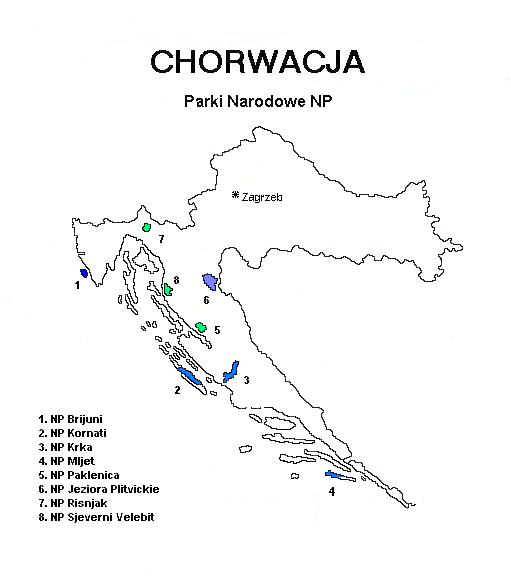 CHORWACJA
Parki Narodowe NP
* Zagrzeb
7
1
8
6
5
3
2
4
1. NP Brijuni
2. NP Kornati
3. NP Krka
4. NP Mljet
5. NP Paklenica
6. NP Jeziora Plitvickie
7. NP Risnjak
8. NP Sjeverni Velebit